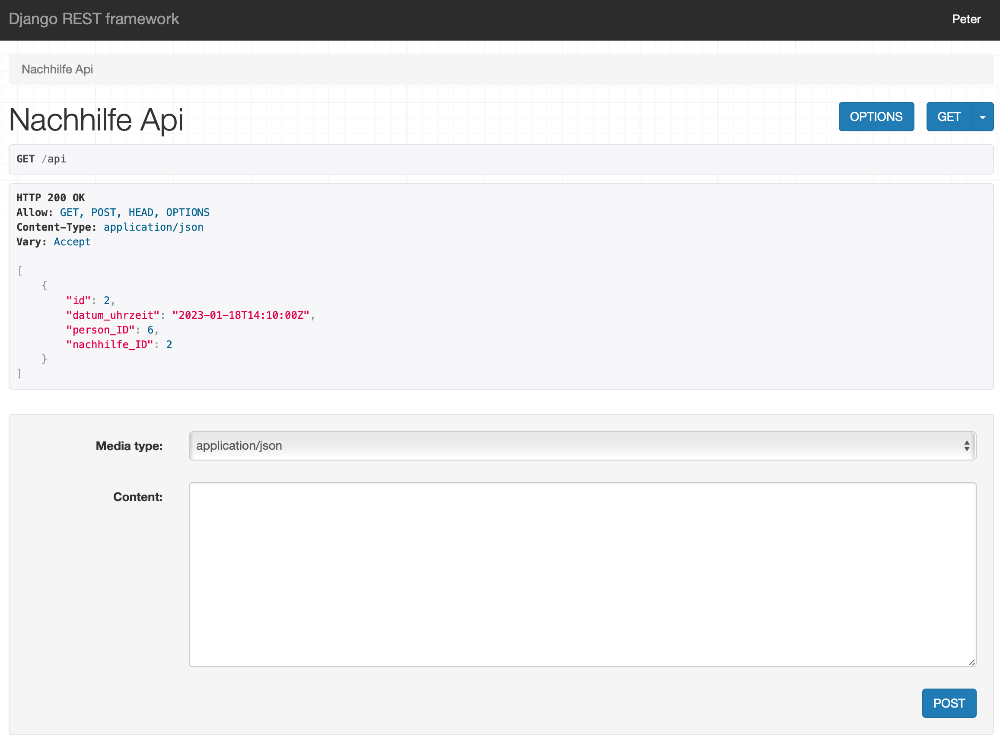 Django REST framework
Peter
Nachhilfe Api
Nachhilfe Api
OPTIONS
GET
GET /api
HTTP 200 OK
Allow: GET, POST, HEAD, OPTIONS
Content-Type: application/json
Vary: Accept
[
    {
        "id": 2,
        "datum_uhrzeit": "2023-01-18T14:10:00Z",
        "person_ID": 6,
        "nachhilfe_ID": 2
    }
]
Media type:
application/json
Content:
POST